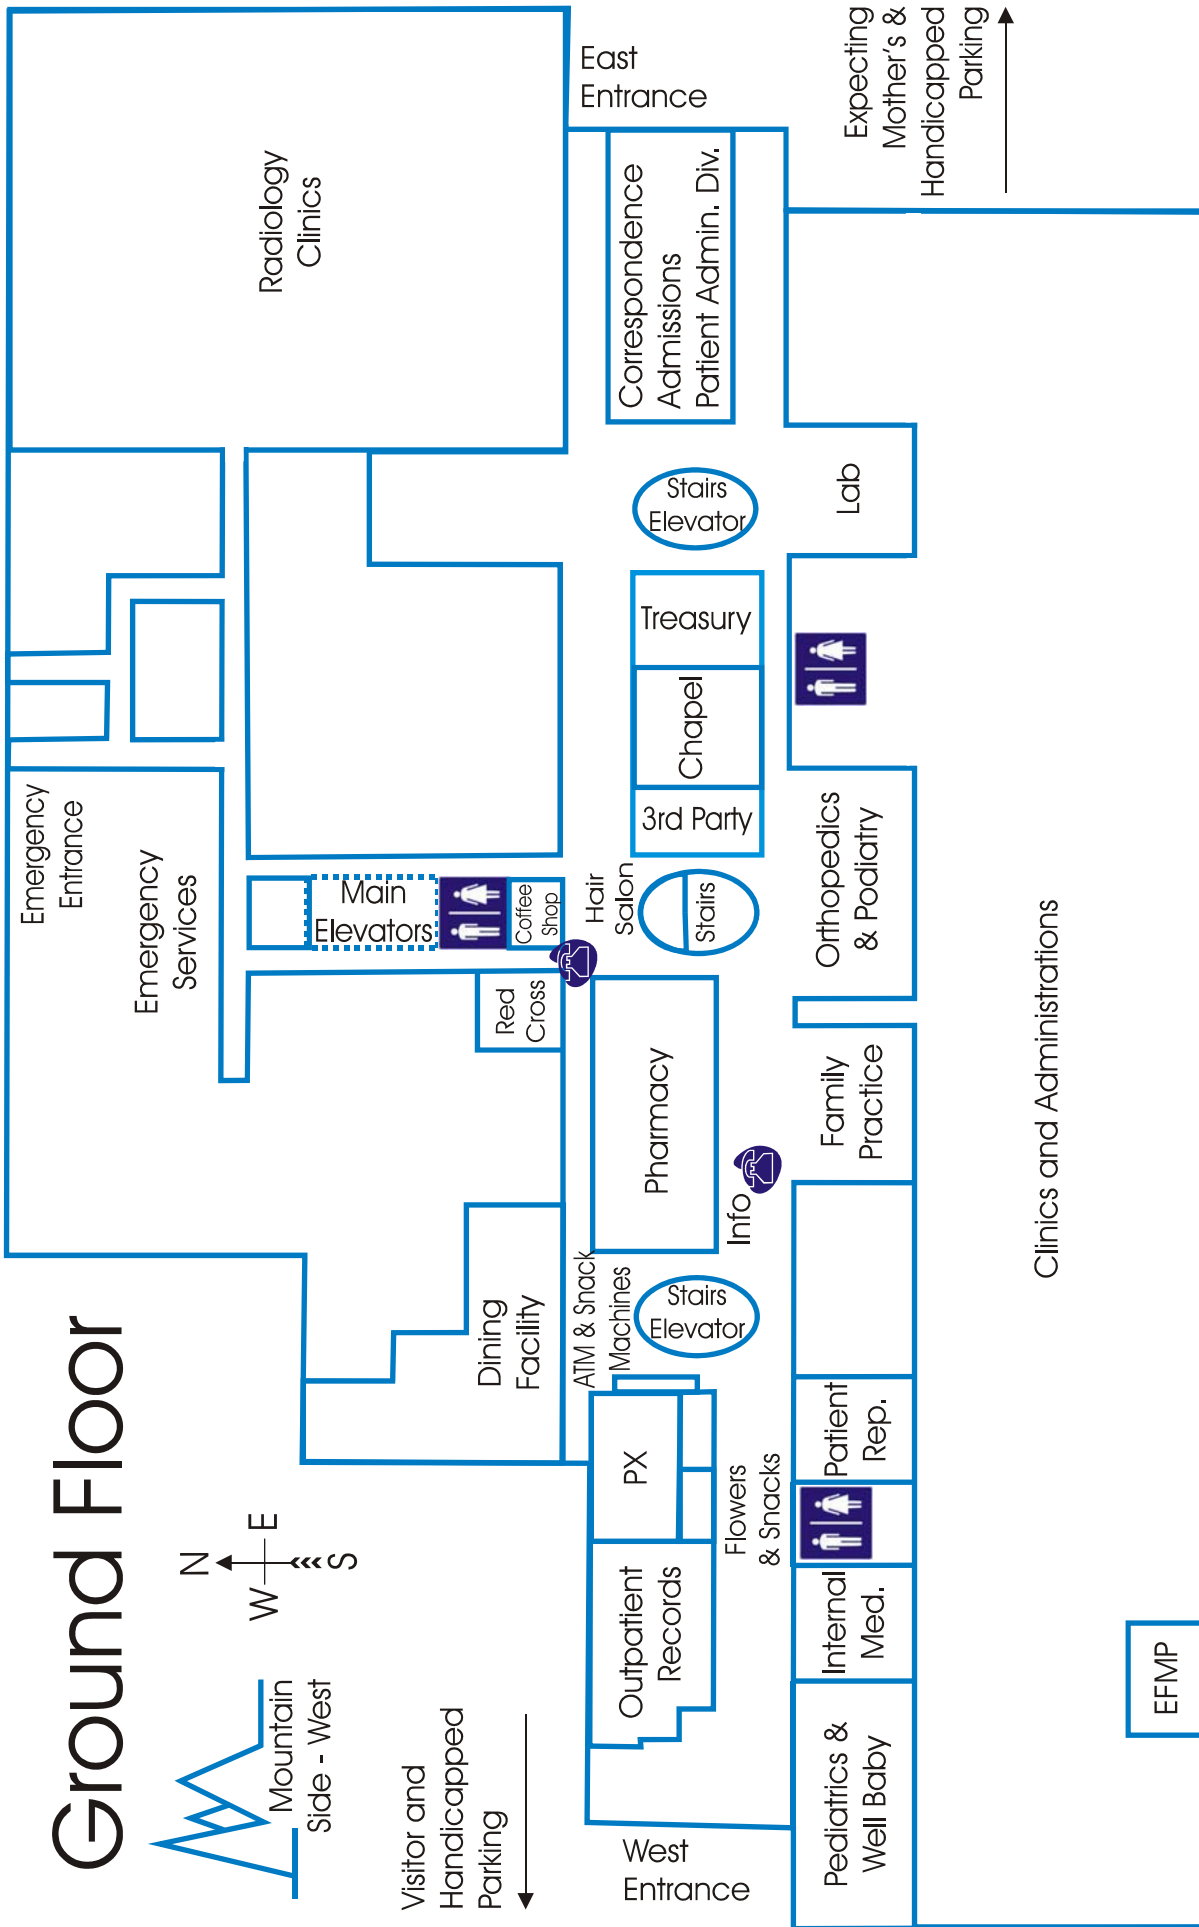 Ground Floor
Mountain
Side - West
N
W
E
S
Visitor and
Handicapped
Parking
Emergency
Entrance
Emergency
Services
Radiology
Clinics
Main
Elevators
Coffee
Shop
Red
Cross
Dining
Facility
ATM & Snack
Machines
Hair
Salon
East
Entrance
West
Entrance
Outpatient
Records
PX
Stairs
Elevator
Pharmacy
Stairs
3rd Party
Chapel
Treasury
Stairs
Elevator
Correspondence
Admissions
Patient Admin. Div.
Flowers
& Snacks
Info
Pediatrics &
Well Baby
Internal
Med.
Patient
Rep.
Family
Practice
Orthopedics
& Podiatry
Lab
Expecting
Mother's &
Handicapped
Parking
Clinics and Administrations
EFMP